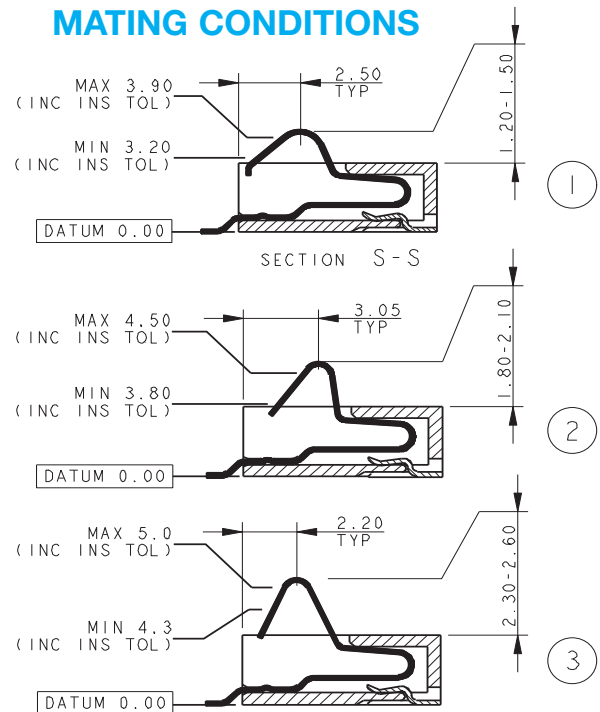 MATING CONDITIONS
MAX 3.90
(INC INS TOL)
2.50
TYP
1.20-1.50
MIN 3.20
(INC INS TOL)
1
DATUM 0.00
SECTION S-S
MAX 4.50
(INC INS TOL)
3.05
TYP
1.80-2.10
MIN 3.80
(INC INS TOL)
2
DATUM 0.00
MAX 5.0
(INC INS TOL)
2.20
TYP
2.30-2.60
MIN 4.3
(INC INS TOL)
3
DATUM 0.00